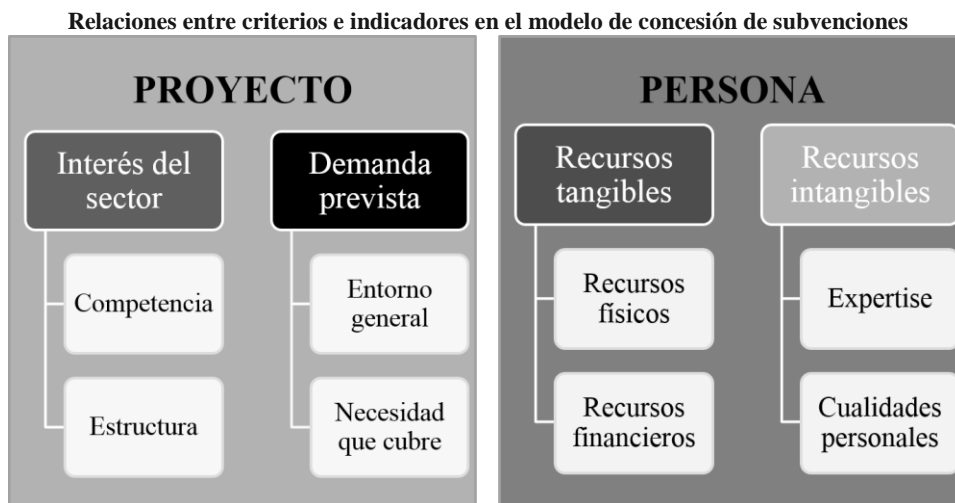 Relaciones entre criterios e indicadores en el modelo de concesión de subvenciones
PROYECTO
Interés del
sector
Competencia
Estructura
Demanda
prevista
Entorno
general
Necesidad
que cubre
PERSONA
Recursos
tangibles
Recursos
físicos
Recursos
financieros
Recursos
intangibles
Expertise
Cualidades
personales